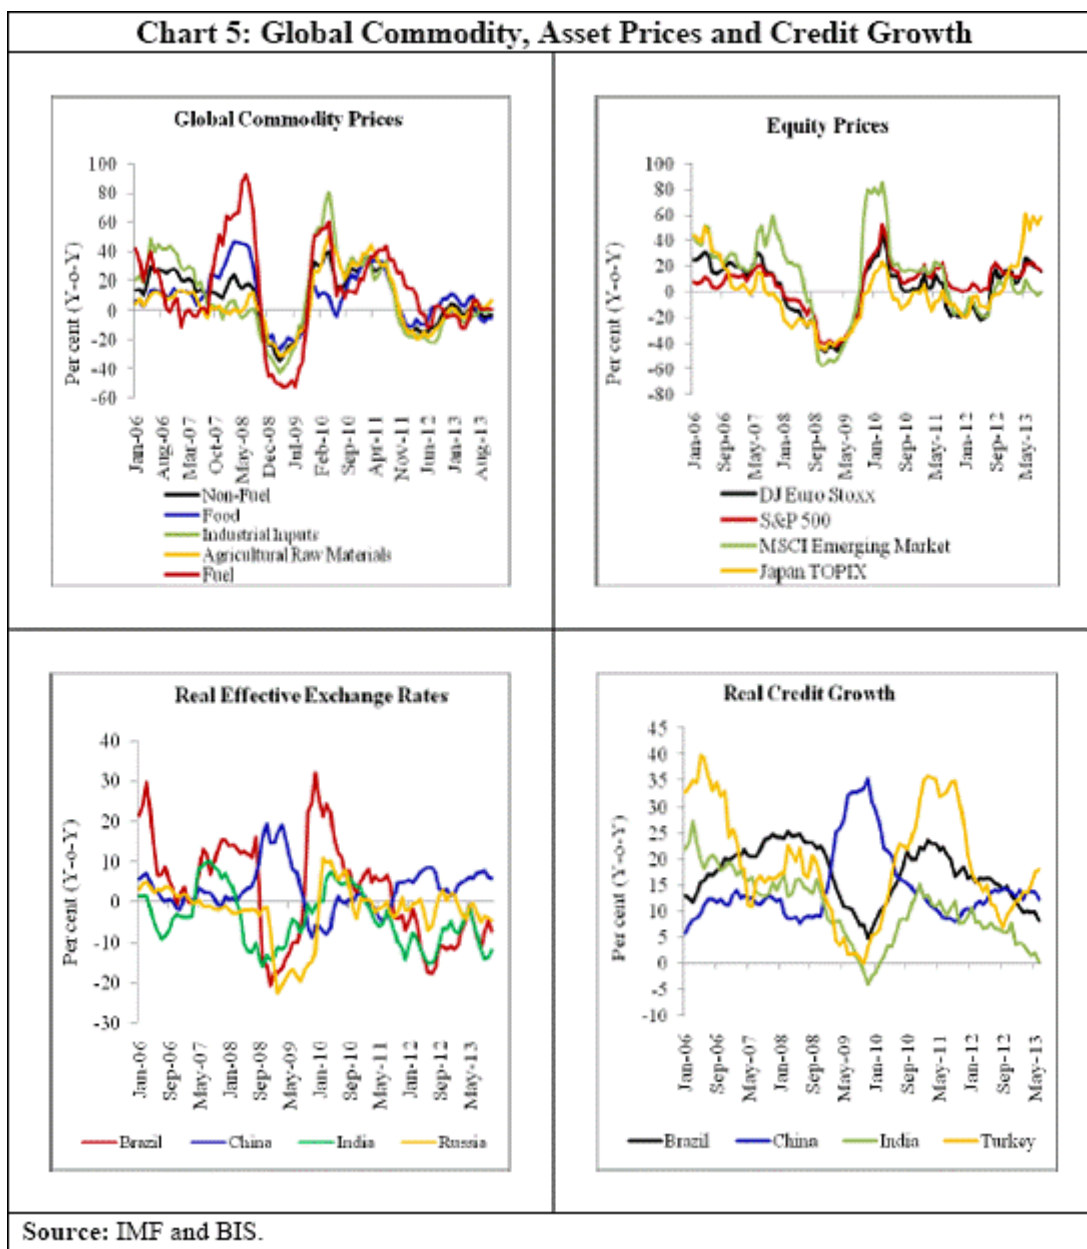 Chart 5: Global Commodity, Asset Prices and Credit Growth
Global Commodity Prices
Per cent (Y-o-Y)
100
80
60
40
20
0
-20
-40
-60
Jan-06
Aug-06
Mar-07
Oct-07
May-08
Dec-08
Jul-09
Feb-10
Sep-10
Apr-11
Nov-11
Jun-12
Jan-13
Aug-13
Non-Fuel
Food
Industrial Inputs
Agricultural Raw Materials
Fuel
Equity Prices
Per cent (Y-o-Y)
100
80
60
40
20
0
-20
-40
-60
-80
Jan-06
Sep-06
May-07
Jan-08
Sep-08
May-09
Jan-10
Sep-10
May-11
Jan-12
Sep-12
May-13
DJ Euro Stoxx
S&P 500
MSCI Emerging Market
Japan TOPIX
Real Effective Exchange Rates
Per cent (Y-o-Y)
40
30
20
10
0
-10
-20
-30
Jan-06
Sep-06
May-07
Jan-08
Sep-08
May-09
Jan-10
Sep-10
May-11
Jan-12
Sep-12
May-13
Brazil
China
India
Russia
Real Credit Growth
Per cent (Y-o-Y)
45
40
35
30
25
20
15
10
5
0
-5
-10
Jan-06
Sep-06
May-07
Jan-08
Sep-08
May-09
Jan-10
Sep-10
May-11
Jan-12
Sep-12
May-13
Brazil
China
India
Turkey
Source: IMF and BIS.